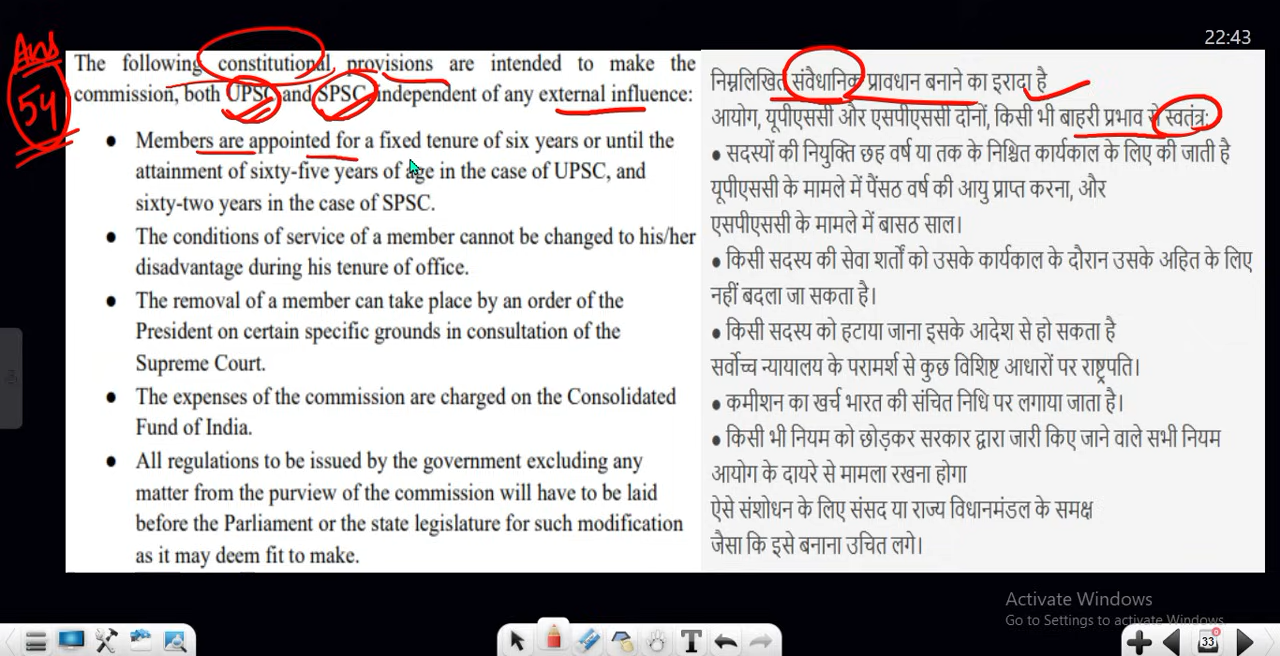 22:43
Ans
54
The following constitutional provisions are intended to make the
commission, both UPSC and SPSC independent of any external influence:
● Members are appointed for a fixed tenure of six years or until the
attainment of sixty-five years of age in the case of UPSC, and
sixty-two years in the case of SPSC.
● The conditions of service of a member cannot be changed to his/her
disadvantage during his tenure of office.
● The removal of a member can take place by an order of the
President on certain specific grounds in consultation of the
Supreme Court.
● The expenses of the commission are charged on the Consolidated
Fund of India.
● All regulations to be issued by the government excluding any
matter from the purview of the commission will have to be laid
before the Parliament or the state legislature for such modification
as it may deem fit to make.
निम्नलिखित संवैधानिक प्रावधान बनाने का इरादा है
आयोग, यूपीएससी और एसपीएससी दोनों, किसी भी बाहरी प्रभाव से स्वतंत्र:
● सदस्यों की नियुक्ति छह वर्ष या तक के निश्चित कार्यकाल के लिए की जाती है
यूपीएससी के मामले में पैंसठ वर्ष की आयु प्राप्त करना, और
एसपीएससी के मामले में बासठ साल।
● किसी सदस्य की सेवा शर्तों को उसके कार्यकाल के दौरान उसके अहित के लिए
नहीं बदला जा सकता है।
● किसी सदस्य को हटाया जाना इसके आदेश से हो सकता है
सर्वोच्च न्यायालय के परामर्श से कुछ विशिष्ट आधारों पर राष्ट्रपति।
● कमीशन का खर्च भारत की संचित निधि पर लगाया जाता है।
● किसी भी नियम को छोड़कर सरकार द्वारा जारी किए जाने वाले सभी नियम
आयोग के दायरे से मामला रखना होगा
ऐसे संशोधन के लिए संसद या राज्य विधानमंडल के समक्ष
जैसा कि इसे बनाना उचित लगे।
Activate Windows
Go to Settings to activate Windows.
T
33